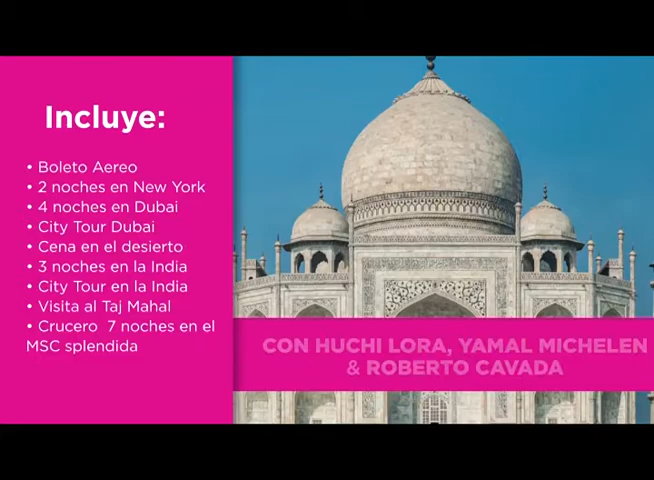 Incluye:
• Boleto Aereo
• 2 noches en New York
• 4 noches en Dubai
• City Tour Dubai
• Cena en el desierto
• 3 noches en la India
• City Tour en la India
• Visita al Taj Mahal
• Crucero 7 noches en el
MSC splendida
CON HUCHI LORA, YAMAL MICHELEN
& ROBERTO CAVADA